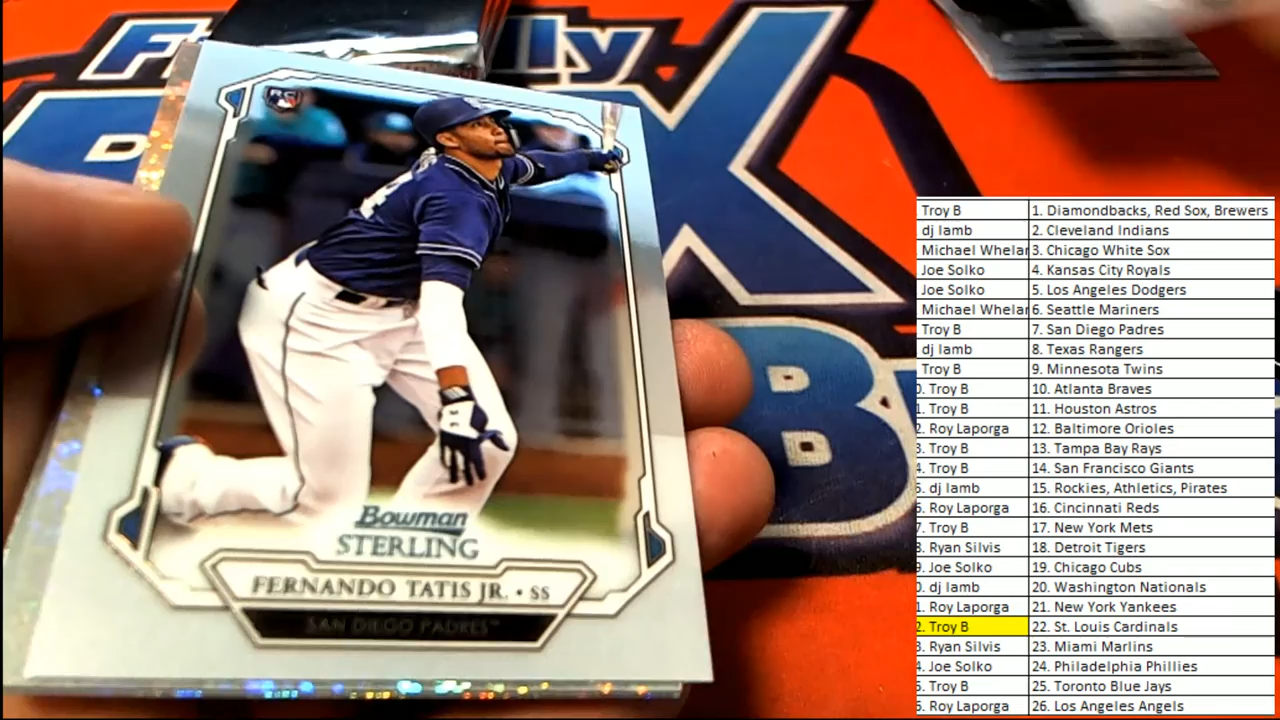 RC
Bowman
STERLING
FERNANDO TATIS JR. • SS
SAN DIEGO PADRES™
Troy B 1. Diamondbacks, Red Sox, Brewers
dj lamb 2. Cleveland Indians
Michael Whelan 3. Chicago White Sox
Joe Solko 4. Kansas City Royals
Joe Solko 5. Los Angeles Dodgers
Michael Whelan 6. Seattle Mariners
Troy B 7. San Diego Padres
dj lamb 8. Texas Rangers
Troy B 9. Minnesota Twins
0. Troy B 10. Atlanta Braves
1. Troy B 11. Houston Astros
2. Roy Laporga 12. Baltimore Orioles
3. Troy B 13. Tampa Bay Rays
4. Troy B 14. San Francisco Giants
5. dj lamb 15. Rockies, Athletics, Pirates
6. Roy Laporga 16. Cincinnati Reds
7. Troy B 17. New York Mets
8. Ryan Silvis 18. Detroit Tigers
9. Joe Solko 19. Chicago Cubs
0. dj lamb 20. Washington Nationals
1. Roy Laporga 21. New York Yankees
2. Troy B 22. St. Louis Cardinals
3. Ryan Silvis 23. Miami Marlins
4. Joe Solko 24. Philadelphia Phillies
5. Troy B 25. Toronto Blue Jays
6. Roy Laporga 26. Los Angeles Angels